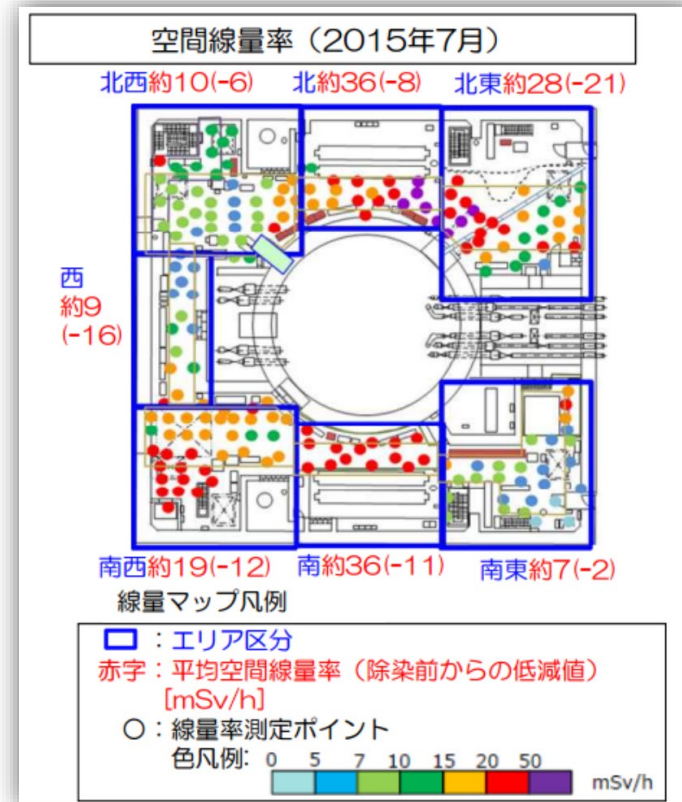 空間線量率（2015年7月）
北西約10(-6)
北約36(-8)
北東約28(-21)
西
約9
(-16)
南西約19(-12)
南約36(-11)
南東約7(-2)
線量マップ凡例
：エリア区分
赤字：平均空間線量率（除染前からの低減値）
[mSv/h]
〇：線量率測定ポイント
色凡例: 0 5 7 10 15 20 50
mSv/h